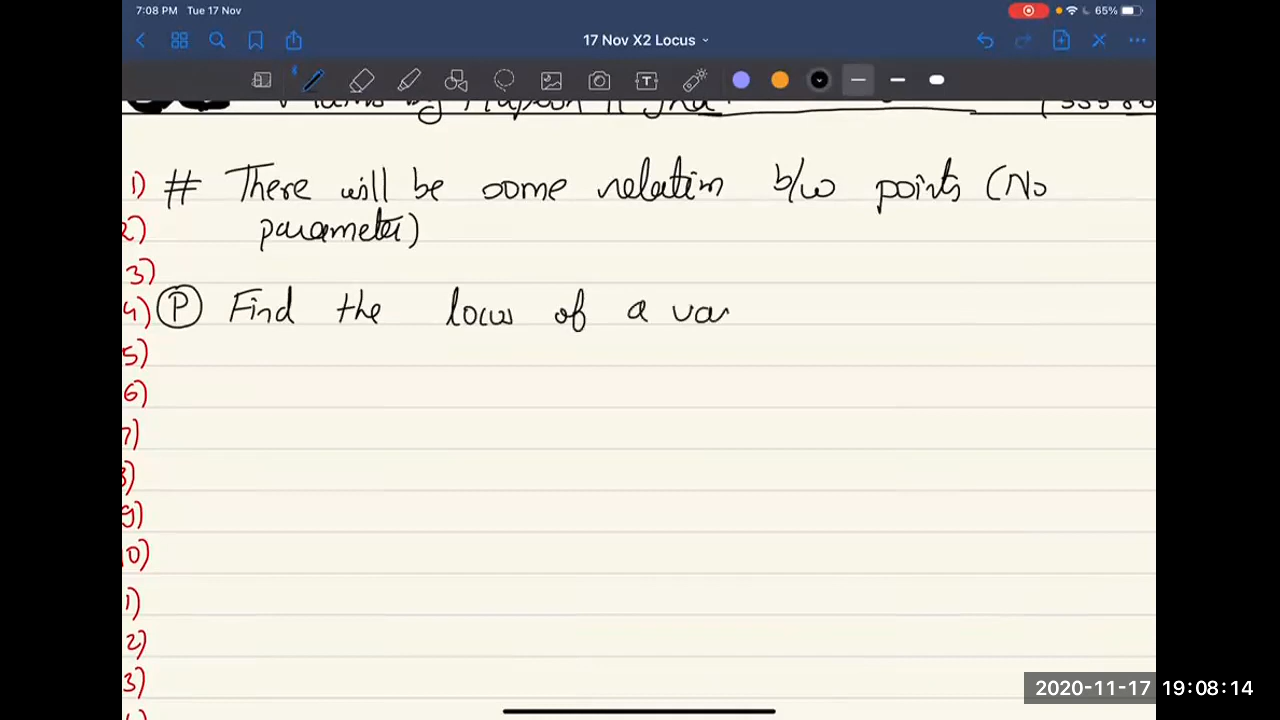 7:08 PM Tue 17 Nov
65%
17 Nov X2 Locus
by
1) # There will be some relation b/w points (No
2) parameter)
3)
4) P Find the locus of a var
5)
6)
7)
8)
9)
10)
1)
2)
3)
2020-11-17 19:08:14